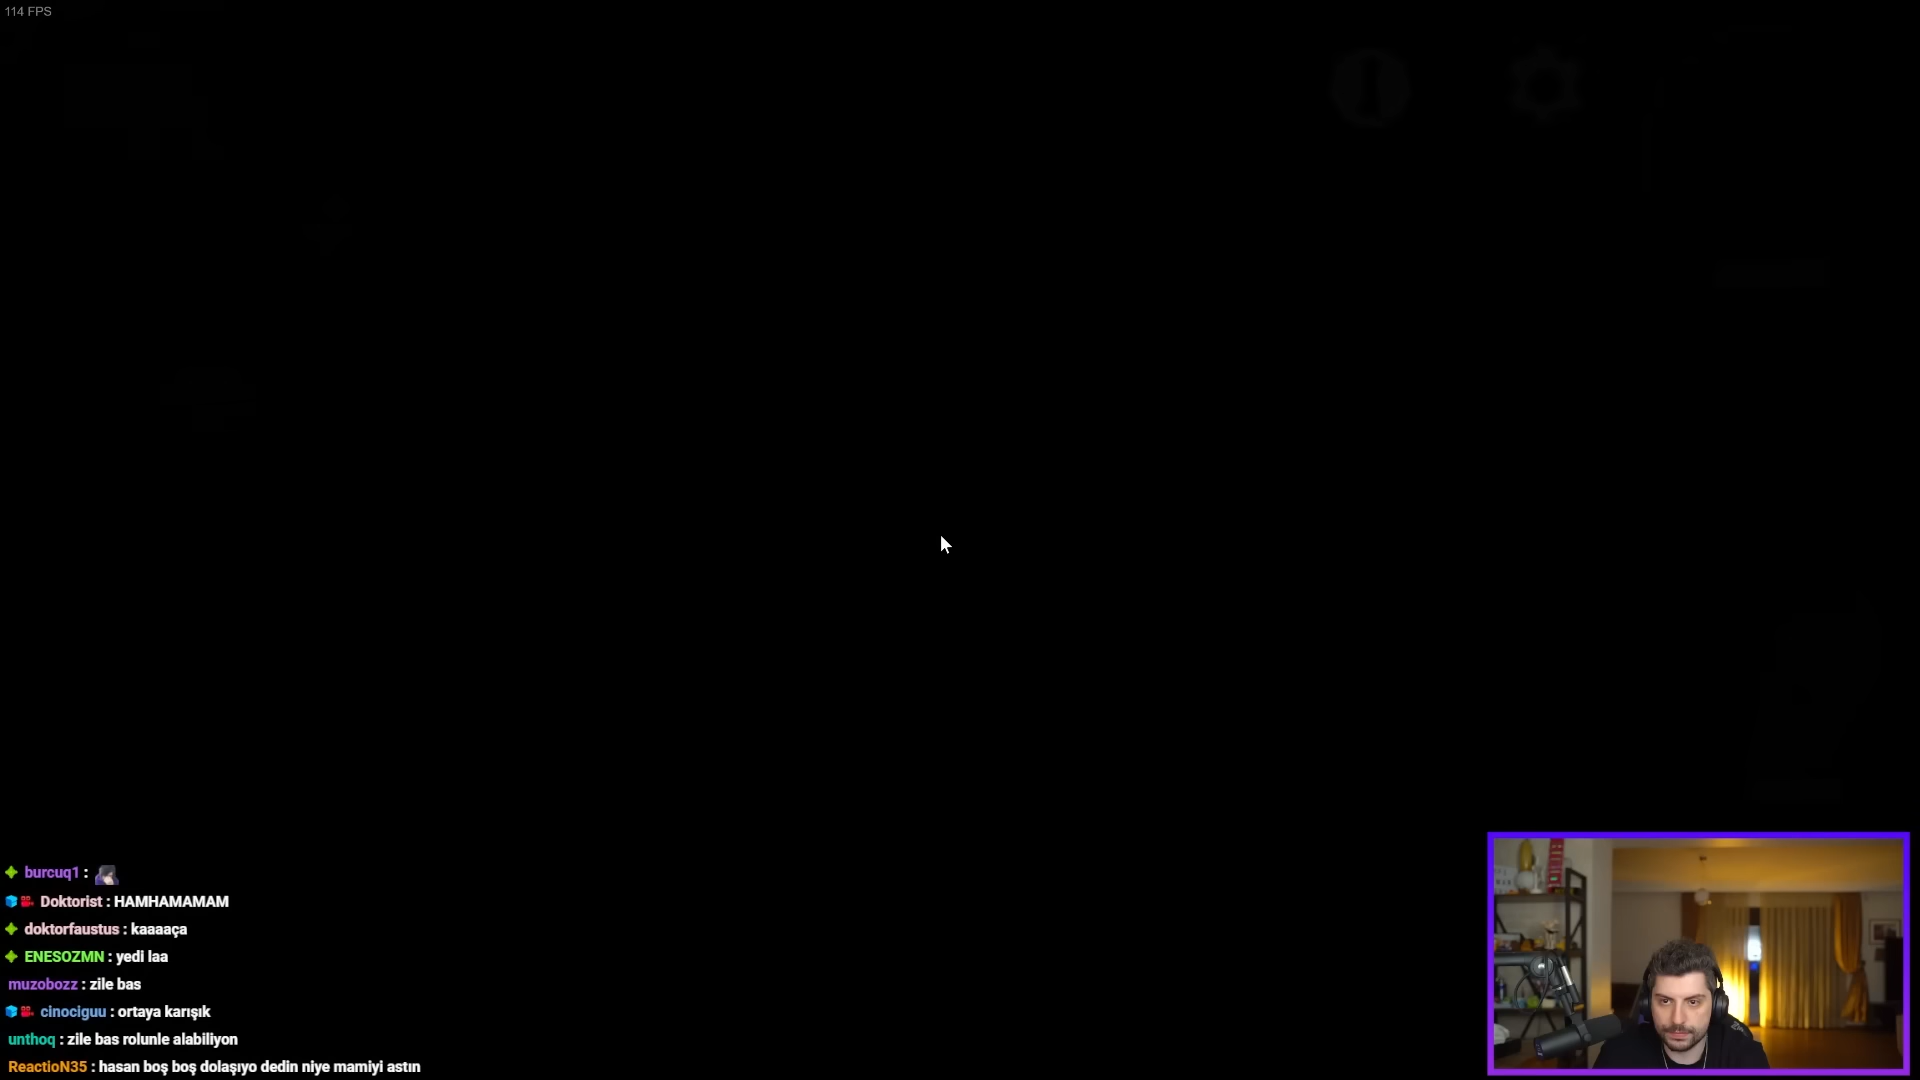 114 FPS
burcuq1 :
Doktorist : HAMHAMAMAM
doktorfaustus : kaaaaça
ENESOZMN : yedi laa
muzobozz : zile bas
cinociguu : ortaya karışık
unthoq : zile bas rolunle alabiliyon
ReactioN35 : hasan boş boş dolaşıyo dedin niye mamiyi astın